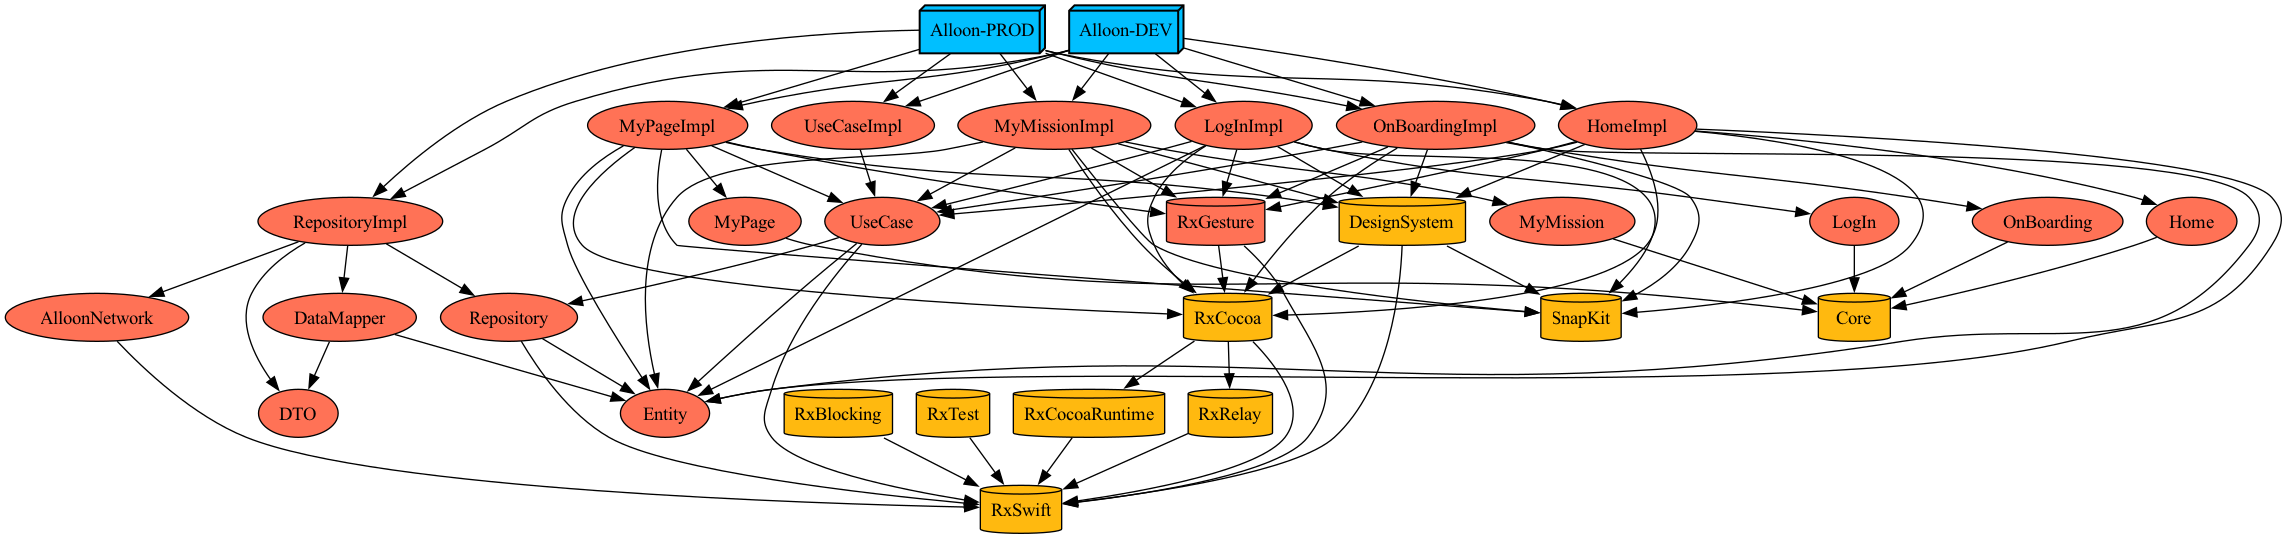 Alloon-PROD
Alloon-DEV
MyPageImpl
UseCaseImpl
MyMissionImpl
LogInImpl
OnBoardingImpl
HomeImpl
RepositoryImpl
MyPage
UseCase
RxGesture
DesignSystem
MyMission
LogIn
OnBoarding
Home
AlloonNetwork
DataMapper
Repository
RxCocoa
SnapKit
Core
DTO
Entity
RxBlocking
RxTest
RxCocoaRuntime
RxRelay
RxSwift